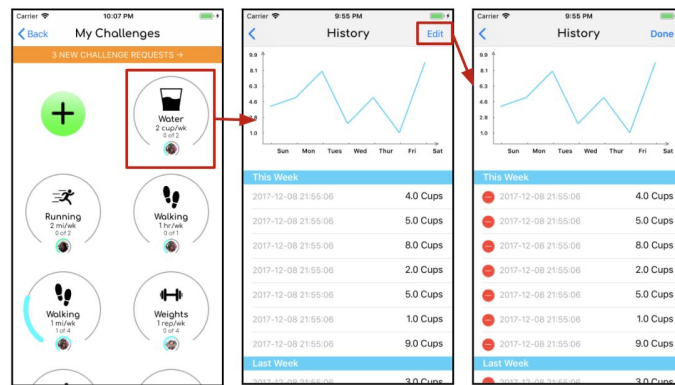 Carrier 10:07 PM
Back My Challenges
3 NEW CHALLENGE REQUESTS →
Water
2 cup/wk
0 of 2
Running
2 mi/wk
0 of 2
Walking
1 hr/wk
0 of 1
Walking
1 mi/wk
1 of 4
Weights
1 rep/wk
0 of 4
Carrier 9:55 PM
History Edit
9.9
8.1
6.3
4.6
2.8
1.0
Sun Mon Tues Wed Thur Fri Sat
This Week
2017-12-08 21:55:06 4.0 Cups
2017-12-08 21:55:06 5.0 Cups
2017-12-08 21:55:06 8.0 Cups
2017-12-08 21:55:06 2.0 Cups
2017-12-08 21:55:06 5.0 Cups
2017-12-08 21:55:06 1.0 Cups
2017-12-08 21:55:06 9.0 Cups
Last Week
2017-12-08 21:55:06 3.0 Cups
Carrier 9:55 PM
History Done
9.9
8.1
6.3
4.6
2.8
1.0
Sun Mon Tues Wed Thur Fri Sat
This Week
2017-12-08 21:55:06 4.0 Cups
2017-12-08 21:55:06 5.0 Cups
2017-12-08 21:55:06 8.0 Cups
2017-12-08 21:55:06 2.0 Cups
2017-12-08 21:55:06 5.0 Cups
2017-12-08 21:55:06 1.0 Cups
2017-12-08 21:55:06 9.0 Cups
Last Week
2017-12-08 21:55:06 3.0 Cups